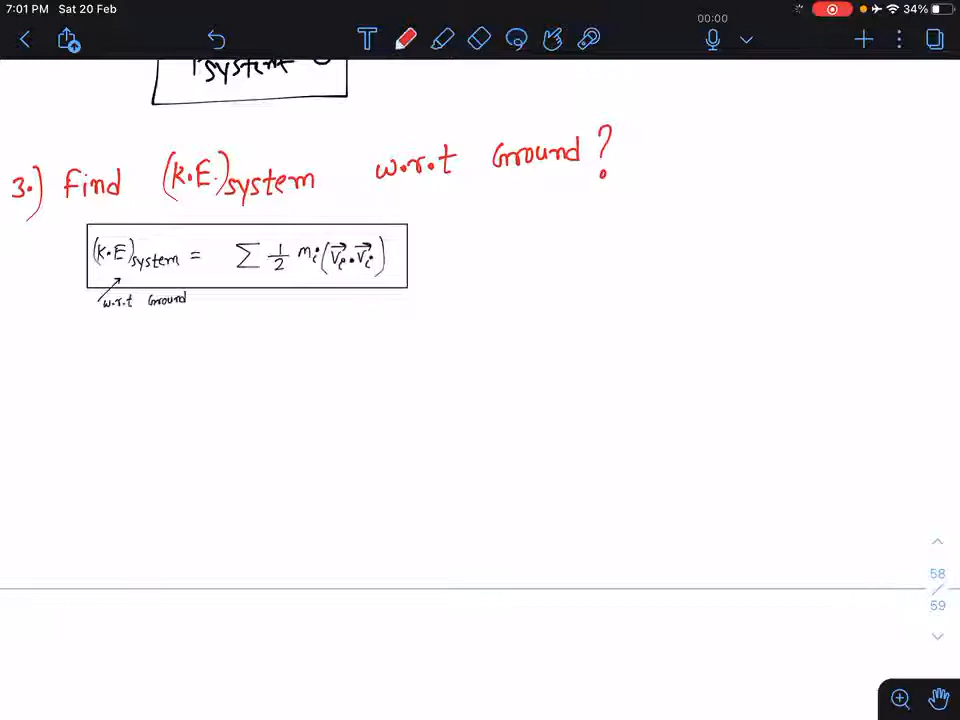 7:01 PM Sat 20 Feb
34%
00:00
T
system
3.) Find (K.E.)system w.r.t Ground?
(K.E)system = ∑ 1/2 mi(v⃗i.v⃗i)
w.r.t Ground
58
59